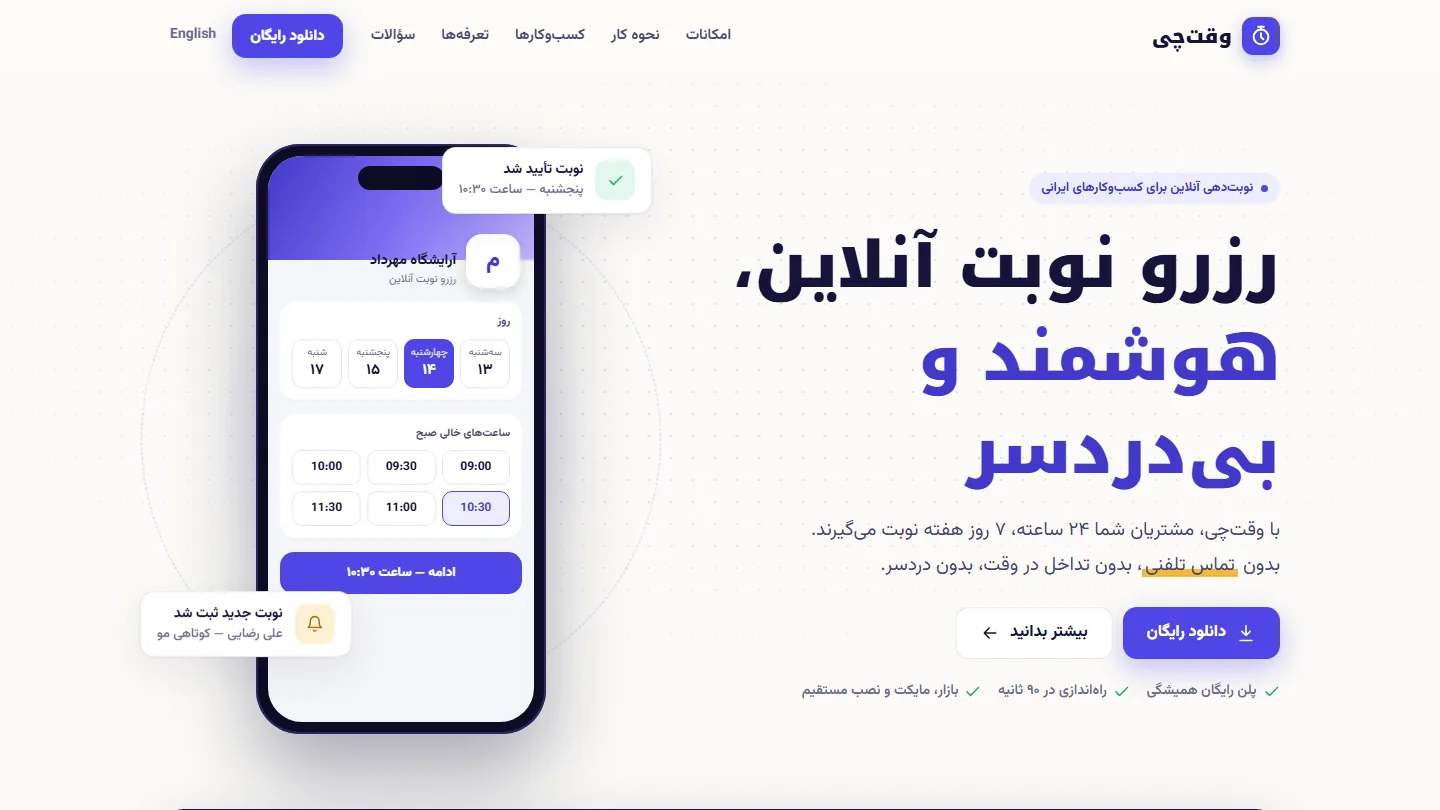 وقت‌چی
امکانات
نحوه کار
کسب‌وکارها
تعرفه‌ها
سؤالات
دانلود رایگان
English
نوبت‌دهی آنلاین برای کسب‌وکارهای ایرانی
رزرو نوبت آنلاین،
هوشمند و
بی‌دردسر
با وقت‌چی، مشتریان شما ۲۴ ساعته، ۷ روز هفته نوبت می‌گیرند.
بدون تماس تلفنی، بدون تداخل در وقت، بدون دردسر.
دانلود رایگان
بیشتر بدانید
پلن رایگان همیشگی
راه‌اندازی در ۹۰ ثانیه
بازار، مایکت و نصب مستقیم
نوبت تأیید شد
پنجشنبه — ساعت ۱۰:۳۰
م
آرایشگاه مهرداد
رزرو نوبت آنلاین
روز
سه‌شنبه
۱۳
چهارشنبه
۱۴
پنجشنبه
۱۵
شنبه
۱۷
ساعت‌های خالی صبح
09:00
09:30
10:00
10:30
11:00
11:30
ادامه — ساعت ۱۰:۳۰
نوبت جدید ثبت شد
علی رضایی — کوتاهی مو